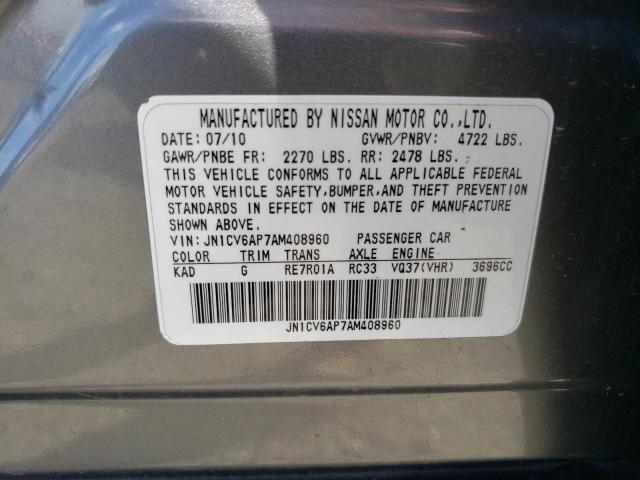 MANUFACTURED BY NISSAN MOTOR CO.,LTD.
DATE: 07/10 GVWR/PNBV: 4722 LBS.
GAWR/PNBE FR: 2270 LBS. RR: 2478 LBS.
THIS VEHICLE CONFORMS TO ALL APPLICABLE FEDERAL
MOTOR VEHICLE SAFETY,BUMPER,AND THEFT PREVENTION
STANDARDS IN EFFECT ON THE DATE OF MANUFACTURE
SHOWN ABOVE.
VIN: JN1CV6AP7AM408960 PASSENGER CAR
COLOR TRIM TRANS AXLE ENGINE
KAD G RE7R01A RC33 VQ37(VHR) 3696CC
JN1CV6AP7AM408960